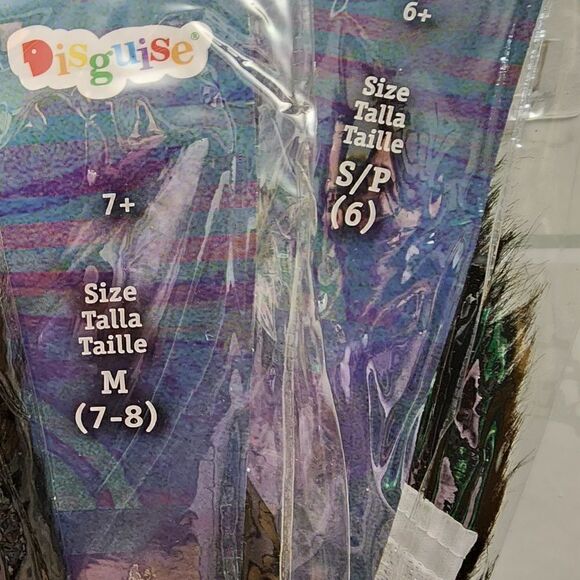 Disguise®
7+
Size
Talla
Taille
M
(7-8)
6+
Size
Talla
Taille
S/P
(6)